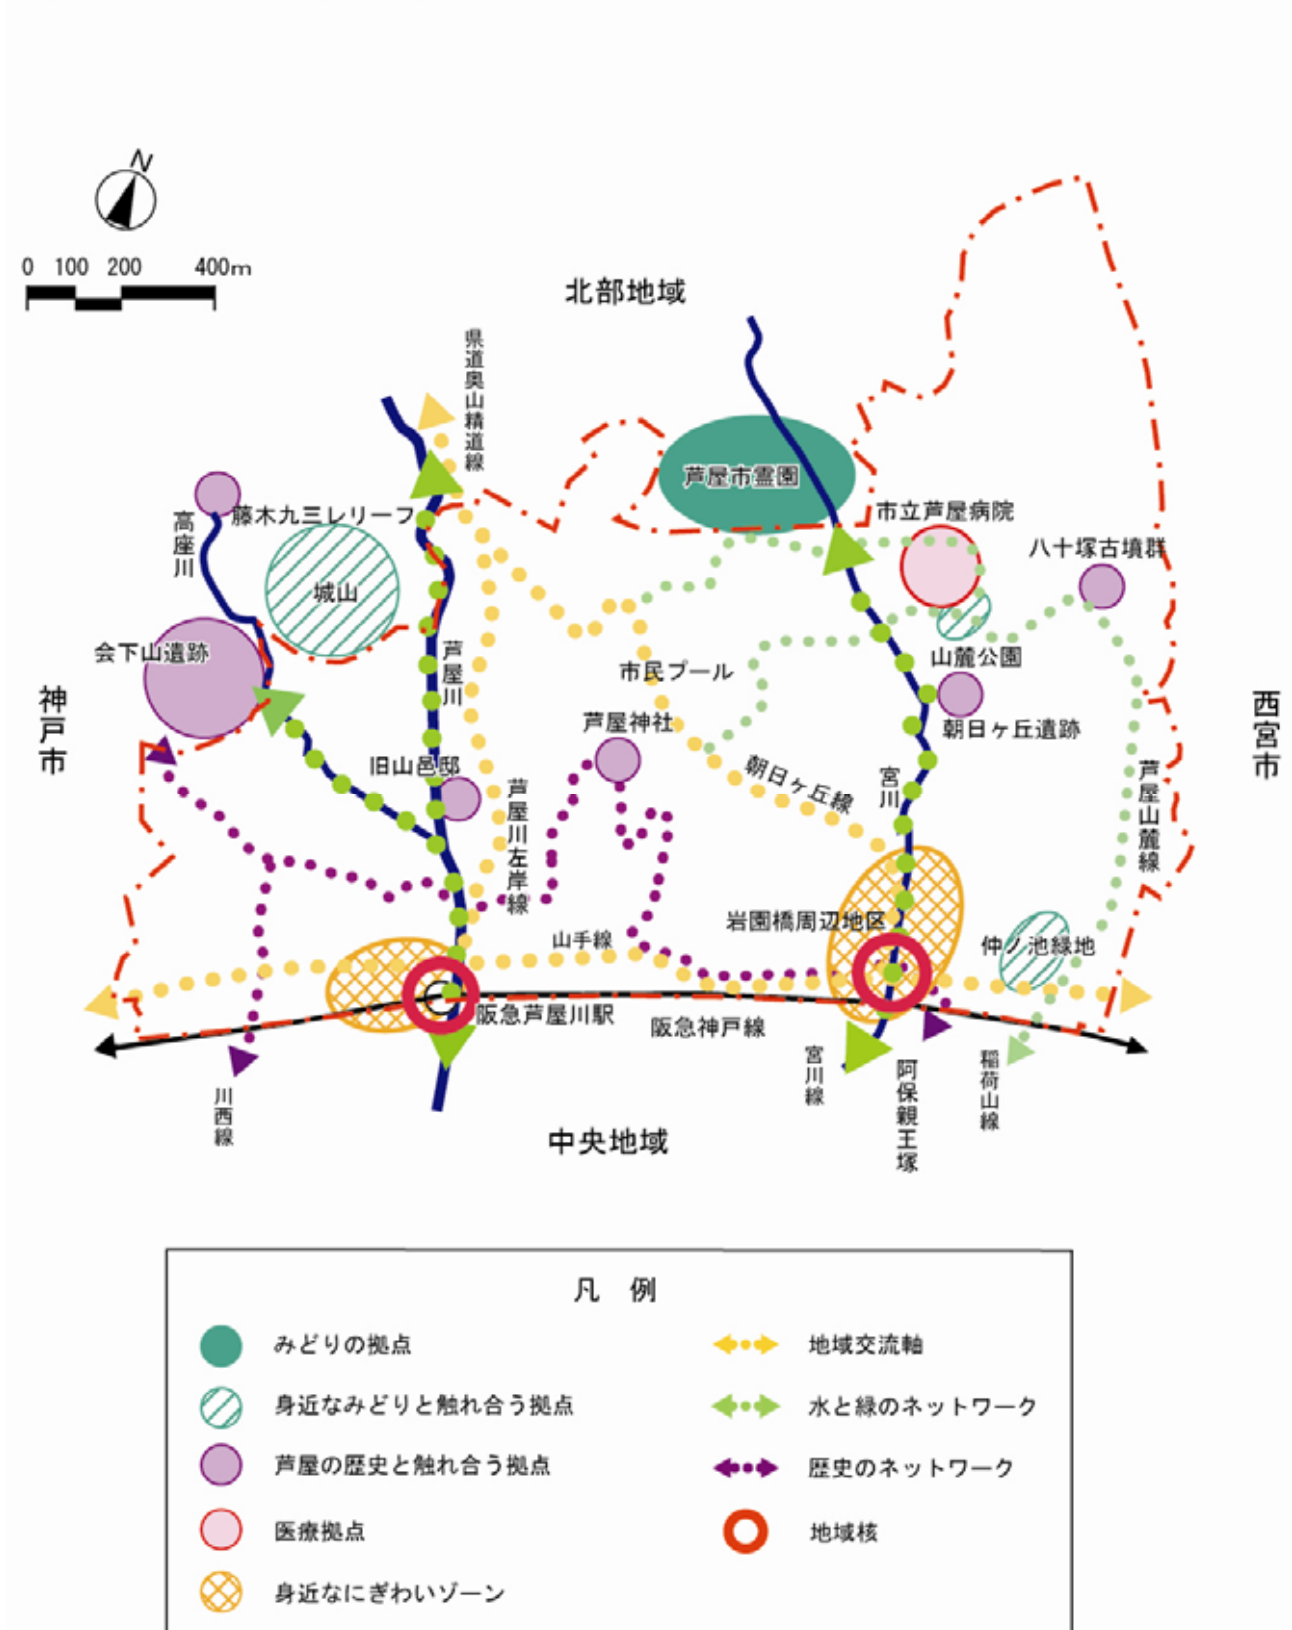 N
0 100 200 400m
北部地域
県道奥山精道線
芦屋市霊園
藤木九三レリーフ
高座川
市立芦屋病院
八十塚古墳群
城山
会下山遺跡
芦屋川
市民プール
山麓公園
神戸市
西宮市
芦屋神社
朝日ヶ丘遺跡
旧山邑邸
朝日ヶ丘線
宮川
芦屋山麓線
芦屋川左岸線
岩園橋周辺地区
山手線
仲ノ池緑地
阪急芦屋川駅
阪急神戸線
宮川線
阿保親王塚
稲荷山線
川西線
中央地域
凡 例
みどりの拠点
身近なみどりと触れ合う拠点
芦屋の歴史と触れ合う拠点
医療拠点
身近なにぎわいゾーン
地域交流軸
水と緑のネットワーク
歴史のネットワーク
地域核